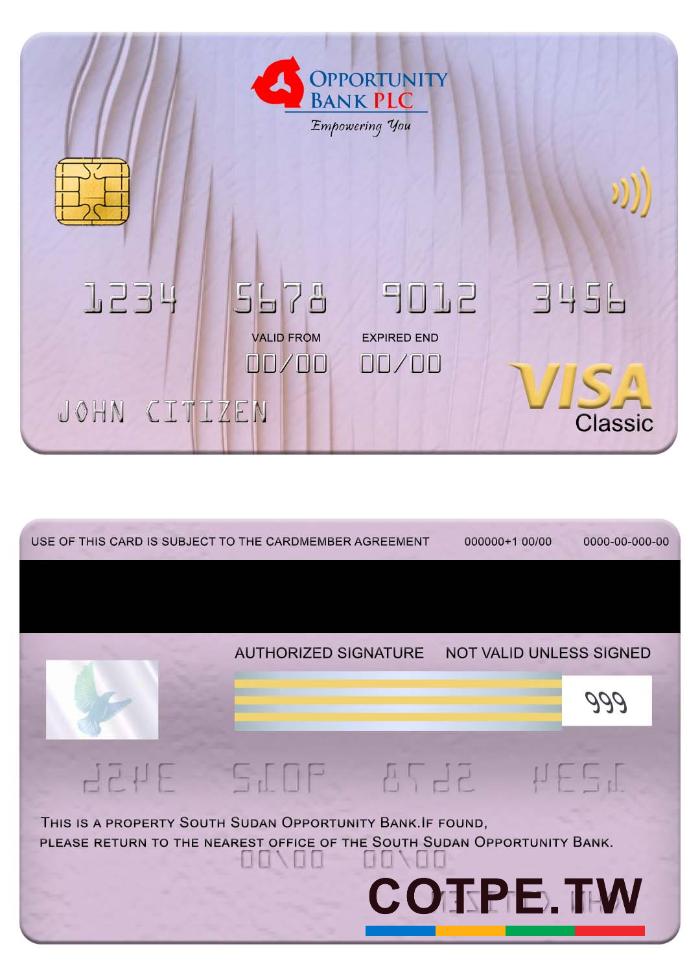 OPPORTUNITY
BANK PLC
Empowering You
1234 5678 9012 3456
VALID FROM EXPIRED END
00/00 00/00
JOHN CITIZEN
VISA
Classic
USE OF THIS CARD IS SUBJECT TO THE CARDMEMBER AGREEMENT 000000+1 00/00 0000-00-000-00
AUTHORIZED SIGNATURE NOT VALID UNLESS SIGNED
999
THIS IS A PROPERTY SOUTH SUDAN OPPORTUNITY BANK.IF FOUND,
PLEASE RETURN TO THE NEAREST OFFICE OF THE SOUTH SUDAN OPPORTUNITY BANK.
COTPE.TW